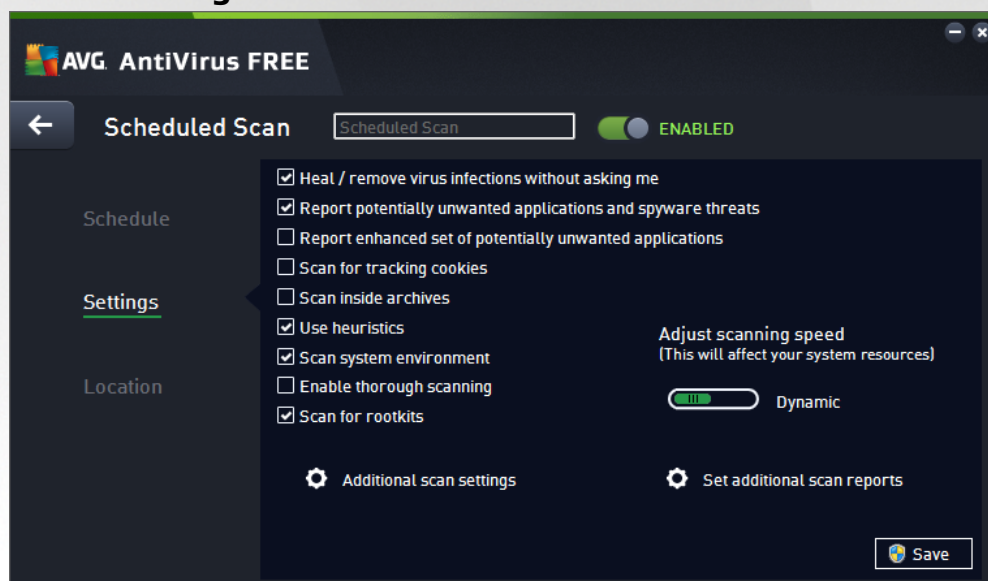 AVG. AntiVirus FREE
Scheduled Scan Scheduled Scan ENABLED
Schedule
Settings
Location
Heal / remove virus infections without asking me
Report potentially unwanted applications and spyware threats
Report enhanced set of potentially unwanted applications
Scan for tracking cookies
Scan inside archives
Use heuristics
Scan system environment
Enable thorough scanning
Scan for rootkits
Adjust scanning speed
(This will affect your system resources)
Dynamic
Additional scan settings
Set additional scan reports
Save